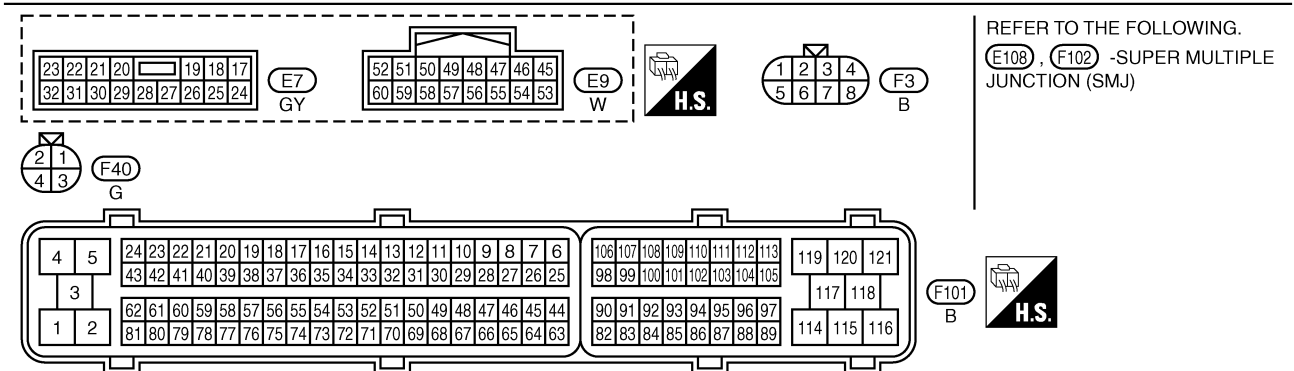 23 22 21 20 19 18 17
32 31 30 29 28 27 26 25 24
E7
GY
52 51 50 49 48 47 46 45
60 59 58 57 56 55 54 53
E9
W
H.S.
1 2 3 4
5 6 7 8
F3
B
REFER TO THE FOLLOWING.
E108 , F102 -SUPER MULTIPLE
JUNCTION (SMJ)
2 1
4 3
F40
G
4 5
3
1 2
24 23 22 21 20 19 18 17 16 15 14 13 12 11 10 9 8 7 6
43 42 41 40 39 38 37 36 35 34 33 32 31 30 29 28 27 26 25
62 61 60 59 58 57 56 55 54 53 52 51 50 49 48 47 46 45 44
81 80 79 78 77 76 75 74 73 72 71 70 69 68 67 66 65 64 63
106 107 108 109 110 111 112 113
98 99 100 101 102 103 104 105
90 91 92 93 94 95 96 97
82 83 84 85 86 87 88 89
119 120 121
117 118
114 115 116
F101
B
H.S.